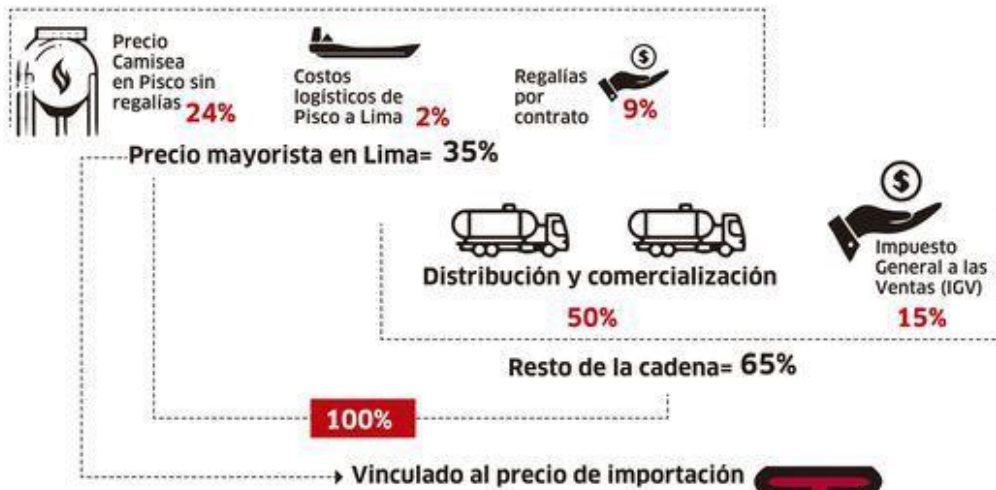 Precio
Camisea
en Pisco sin
regalías 24%
Costos
logísticos de
Pisco a Lima 2%
Regalías
por
contrato 9%
$
Precio mayorista en Lima= 35%
Distribución y comercialización
50%
$
Impuesto
General a las
Ventas (IGV)
15%
Resto de la cadena= 65%
100%
Vinculado al precio de importación